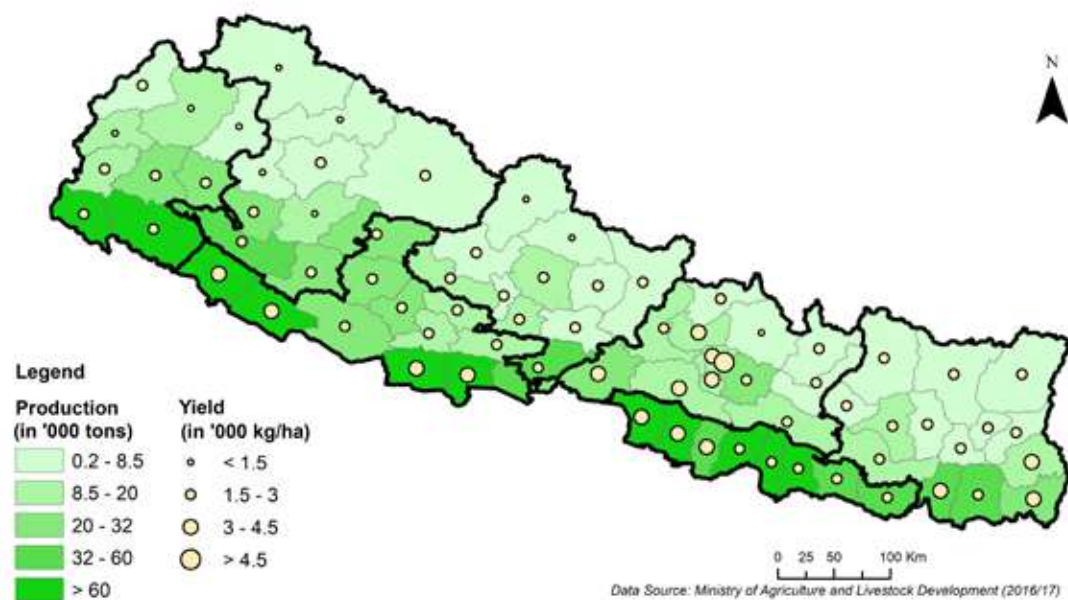 N
Legend
Production
(in '000 tons)
0.2 - 8.5
8.5 - 20
20 - 32
32 - 60
> 60
Yield
(in '000 kg/ha)
< 1.5
1.5 - 3
3 - 4.5
> 4.5
0 25 50 100 Km
Data Source: Ministry of Agriculture and Livestock Development (2016/17)